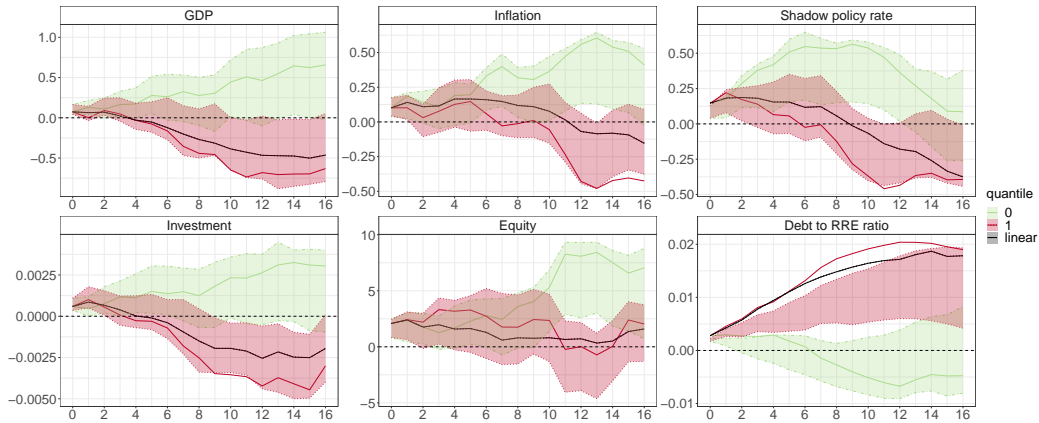 GDP
1.0
0.5
0.0
−0.5
0 2 4 6 8 10 12 14 16
Inflation
0.50
0.25
0.00
−0.25
−0.50
0 2 4 6 8 10 12 14 16
Shadow policy rate
0.50
0.25
0.00
−0.25
−0.50
0 2 4 6 8 10 12 14 16
Investment
0.0025
0.0000
−0.0025
−0.0050
0 2 4 6 8 10 12 14 16
Equity
10
5
0
−5
0 2 4 6 8 10 12 14 16
Debt to RRE ratio
0.02
0.01
0.00
−0.01
0 2 4 6 8 10 12 14 16
quantile
0
1
linear